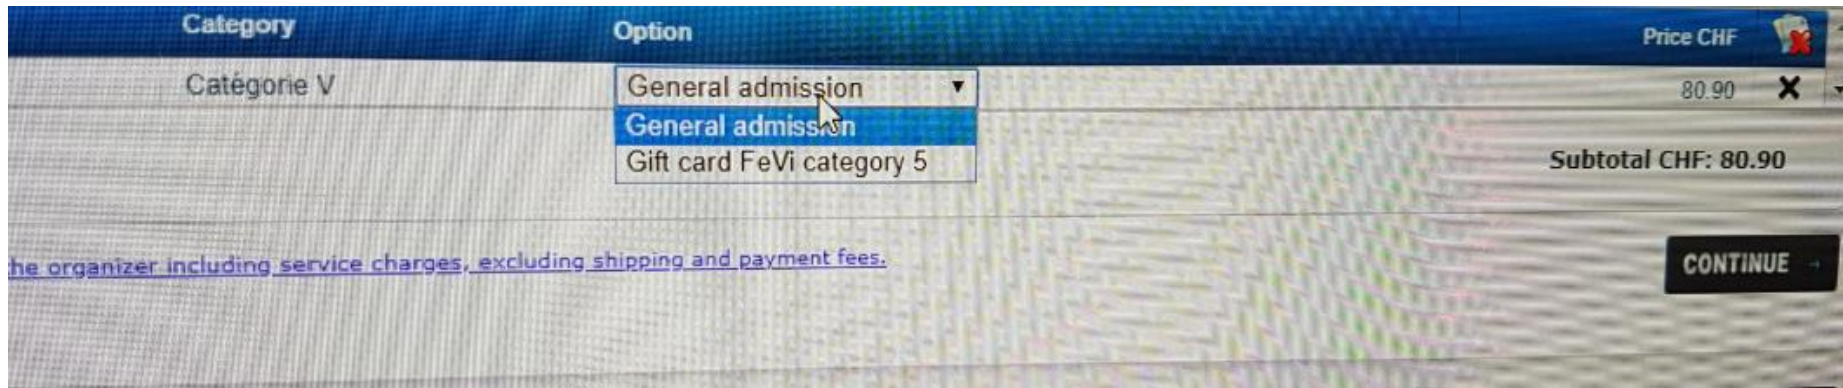 Category Option Price CHF
Catégorie V General admission 80.90
General admission
Gift card FeVi category 5
Subtotal CHF: 80.90
he organizer including service charges, excluding shipping and payment fees.
CONTINUE